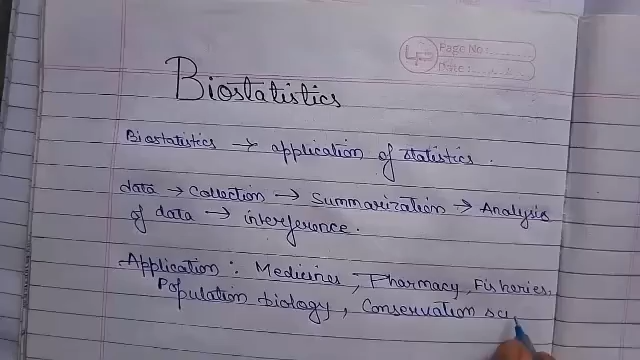 Page No:
Date:
Biostatistics
Biostatistics → application of statistics.
data → Collection → Summarization → Analysis
of data → interference.
Application: Medicines, Pharmacy, Fisheries,
Population biology, Conservation sci